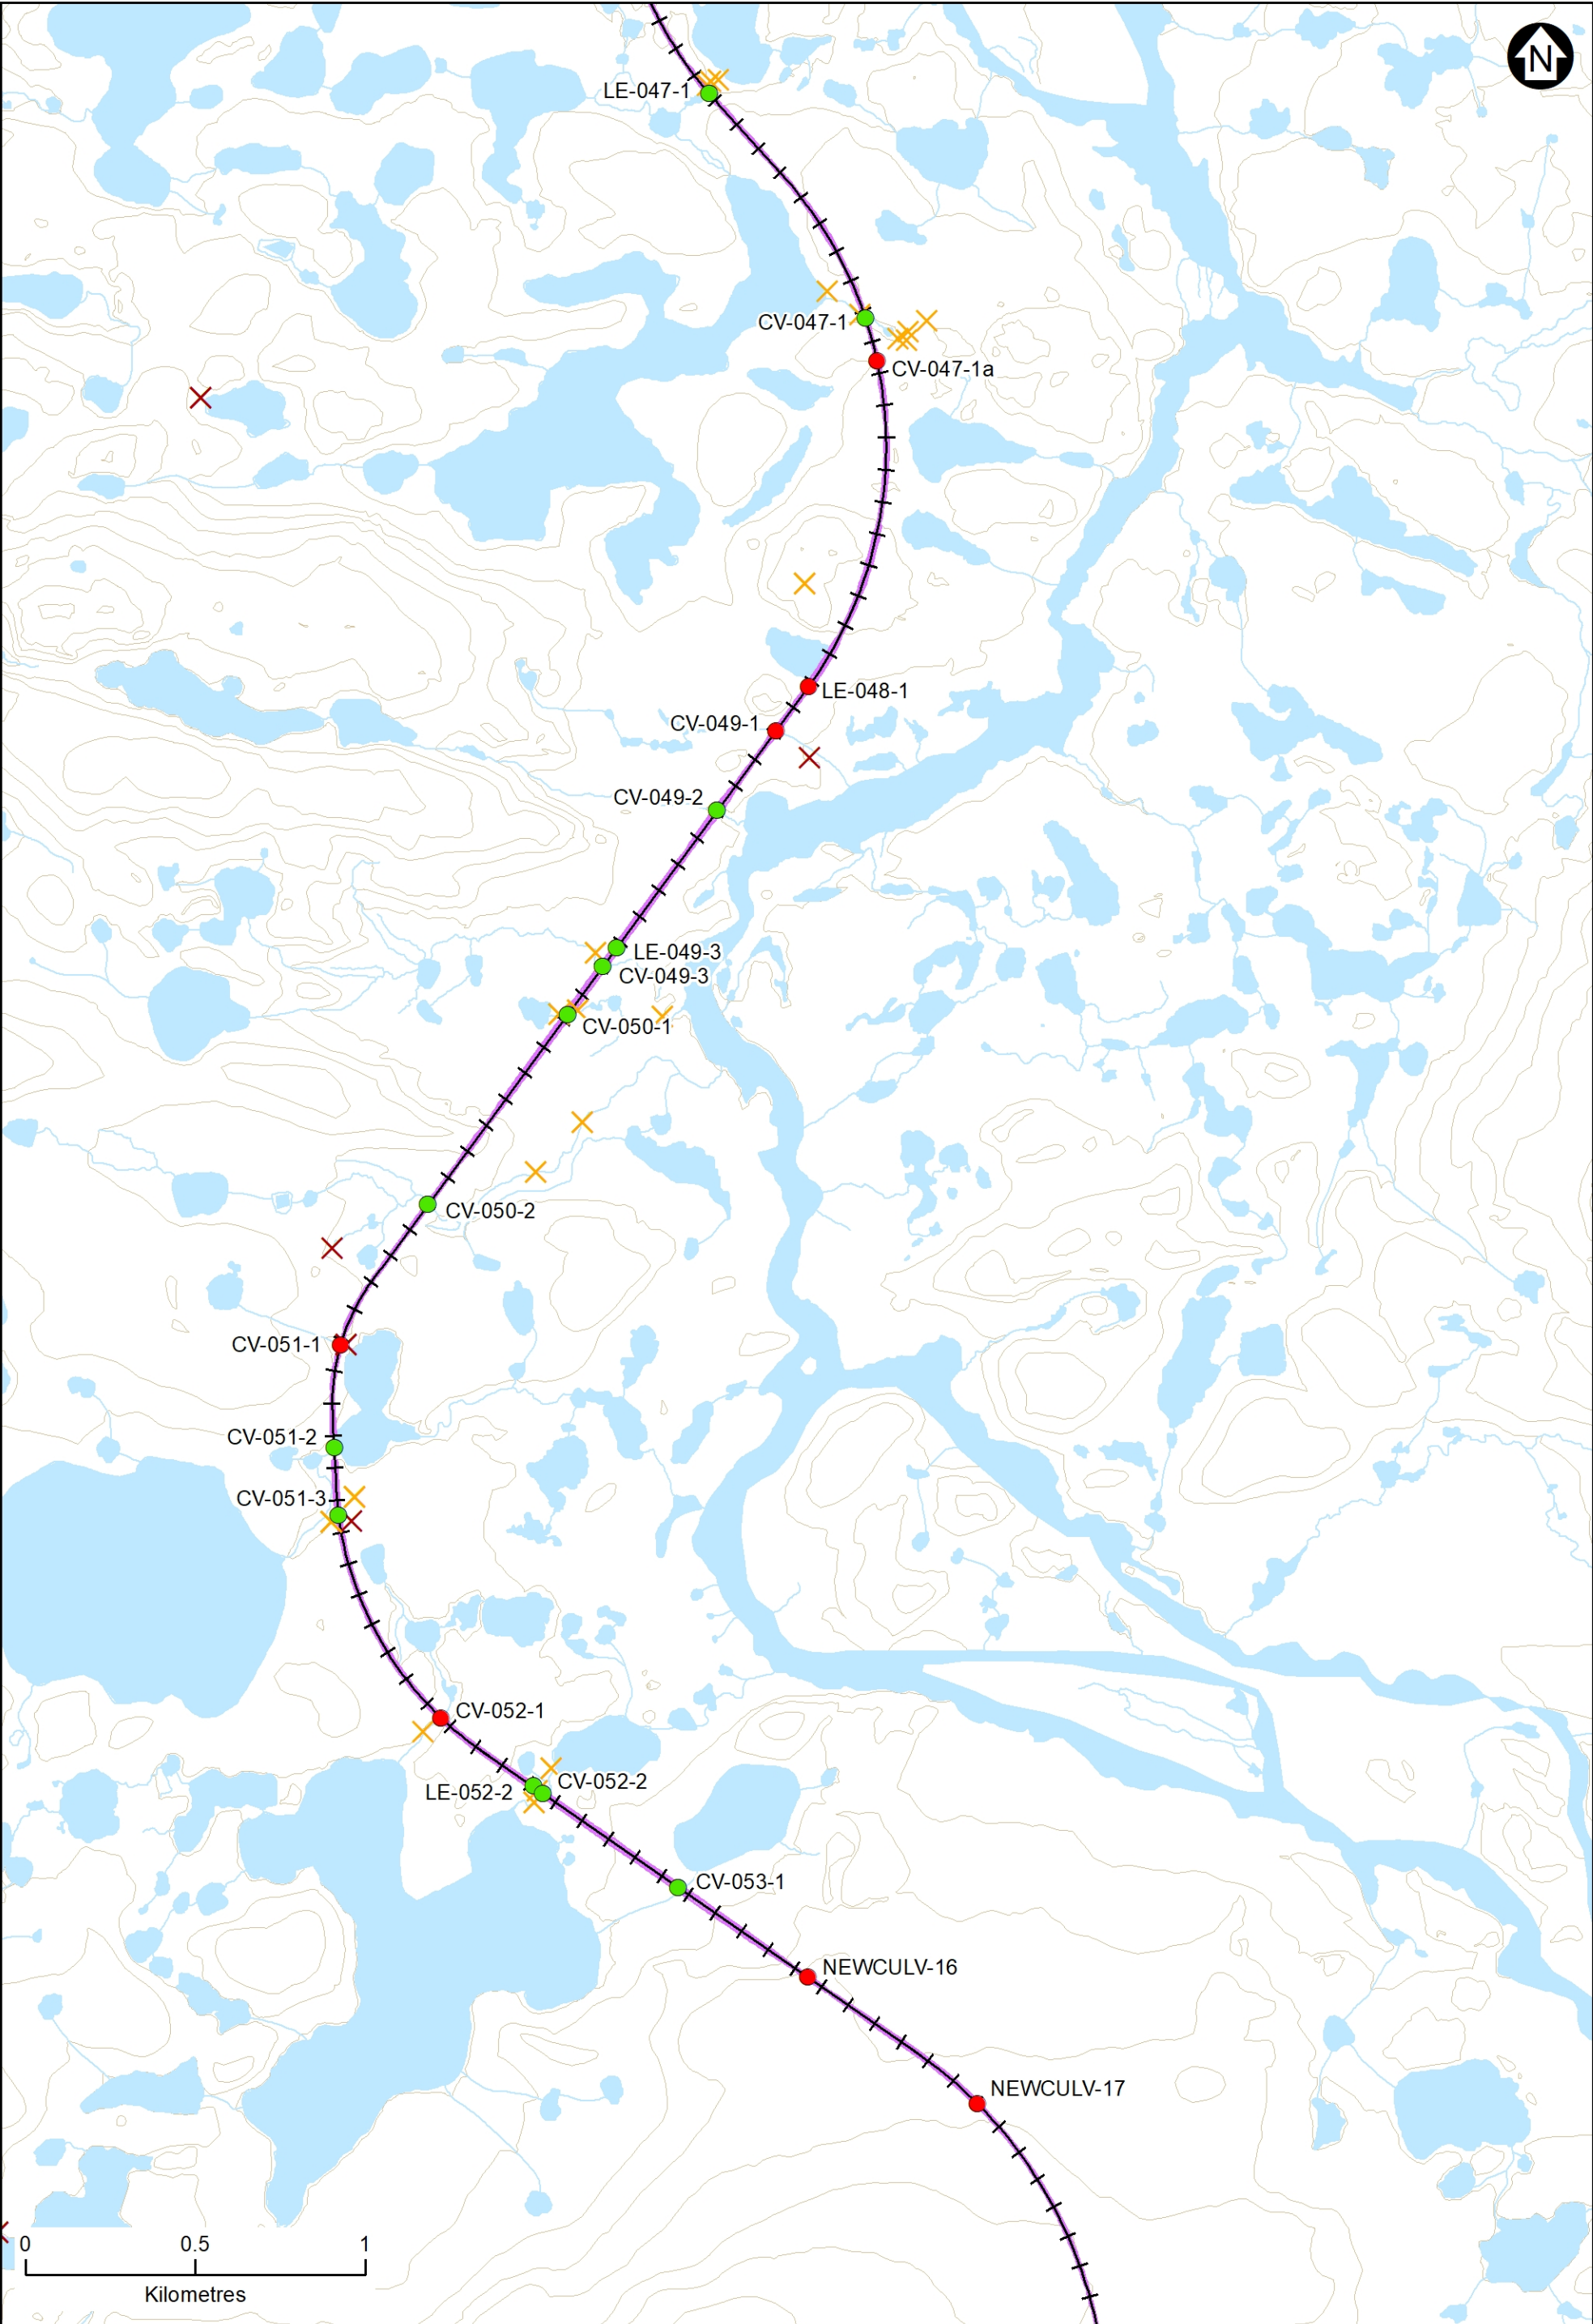 N
LE-047-1
CV-047-1
CV-047-1a
LE-048-1
CV-049-1
CV-049-2
LE-049-3
CV-049-3
CV-050-1
CV-050-2
CV-051-1
CV-051-2
CV-051-3
CV-052-1
CV-052-2
LE-052-2
CV-053-1
NEWCULV-16
NEWCULV-17
0 0.5 1
Kilometres